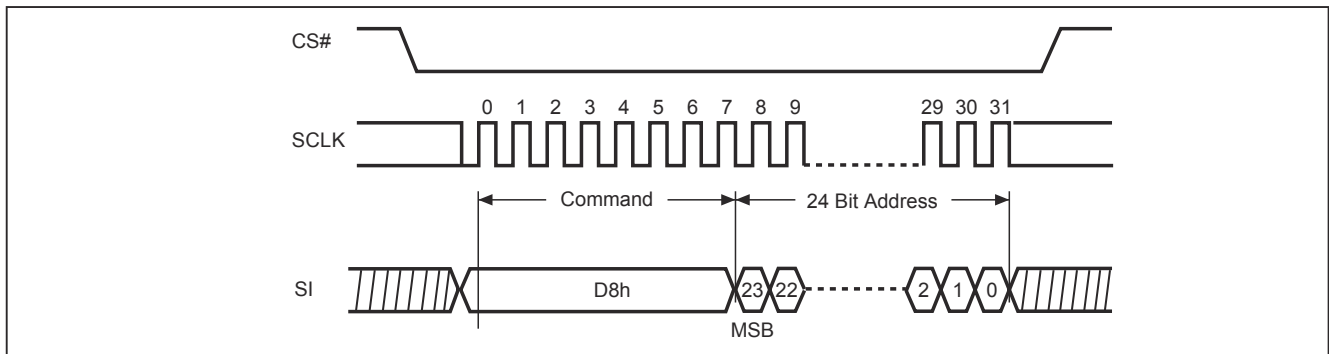 CS#
0 1 2 3 4 5 6 7 8 9 29 30 31
SCLK
Command 24 Bit Address
SI D8h 23 22 2 1 0
MSB